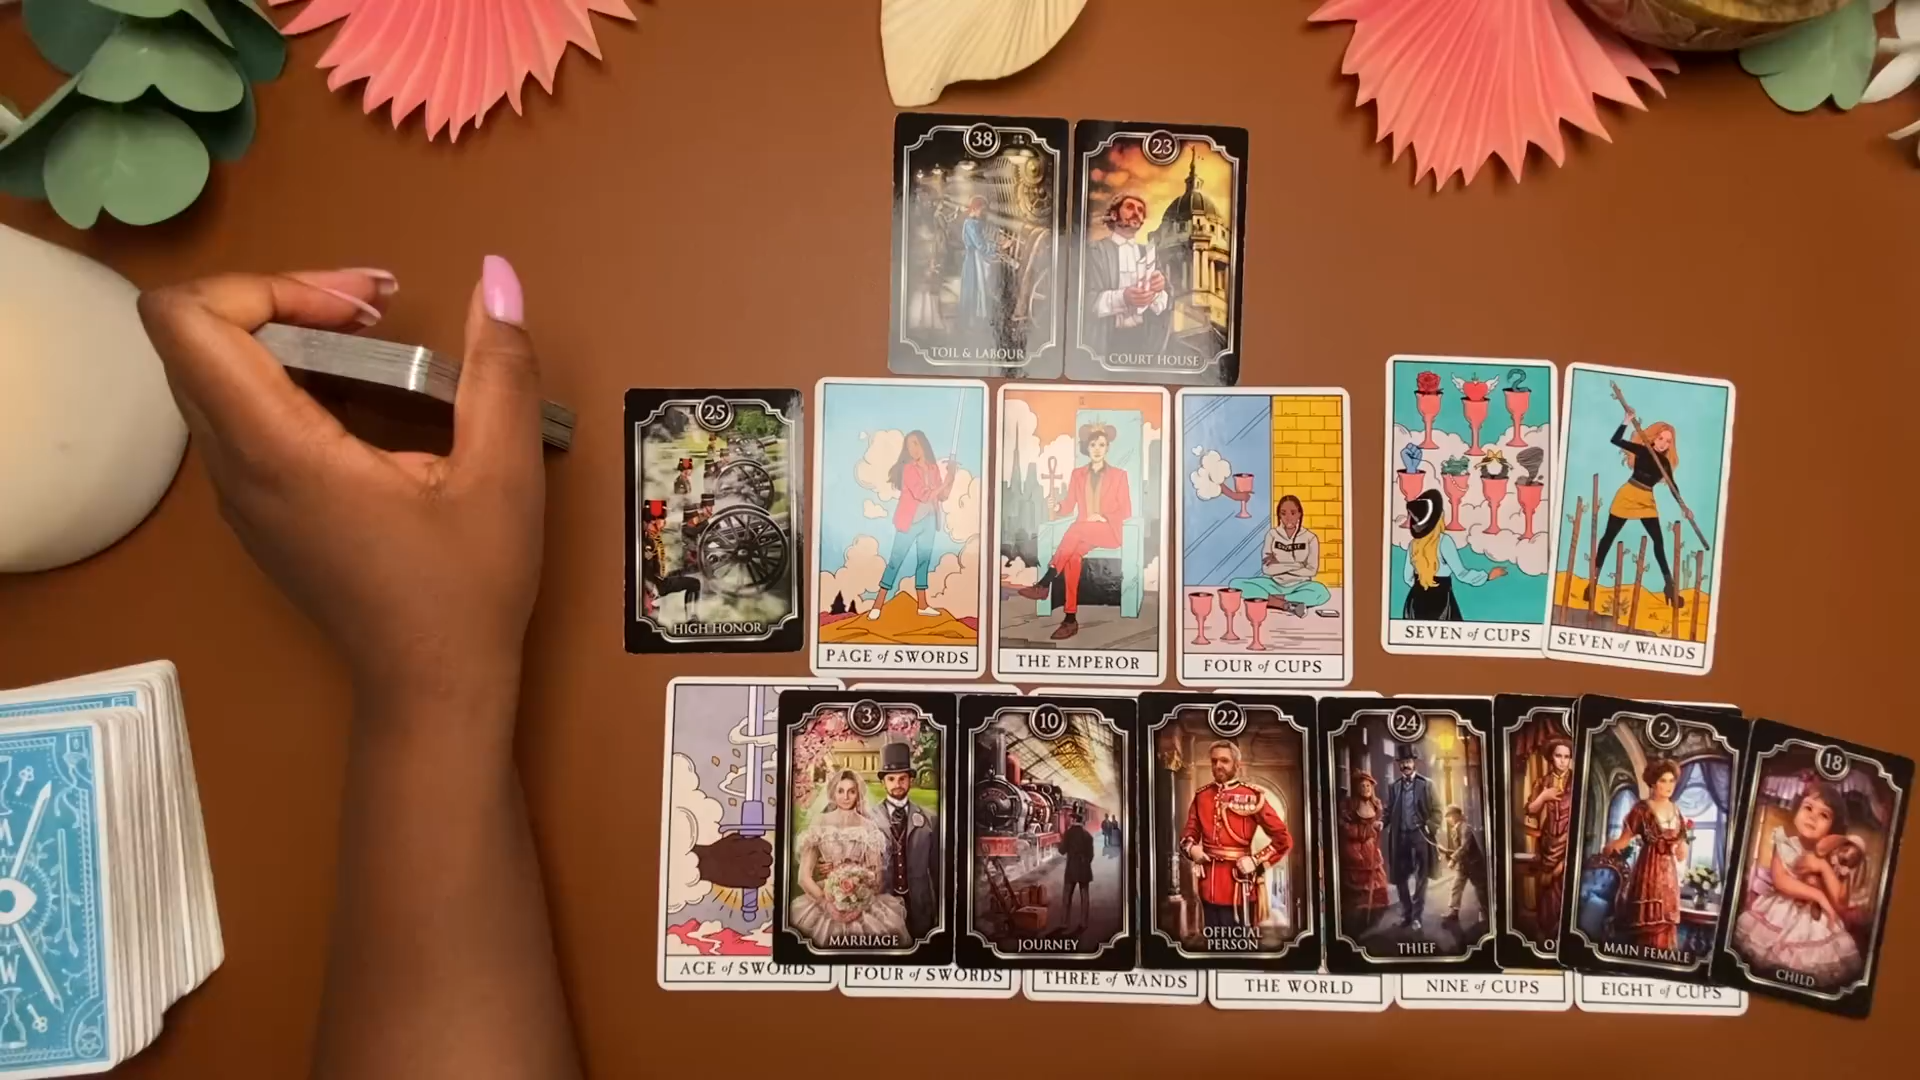 38
TOIL & LABOUR
23
COURT HOUSE
25
HIGH HONOR
PAGE of SWORDS
THE EMPEROR
FOUR of CUPS
SEVEN of CUPS
SEVEN of WANDS
3
MARRIAGE
10
JOURNEY
22
OFFICIAL
PERSON
24
THIEF
2
MAIN FEMALE
18
CHILD
ACE of SWORDS
FOUR of SWORDS
THREE of WANDS
THE WORLD
NINE of CUPS
EIGHT of CUPS
M
W